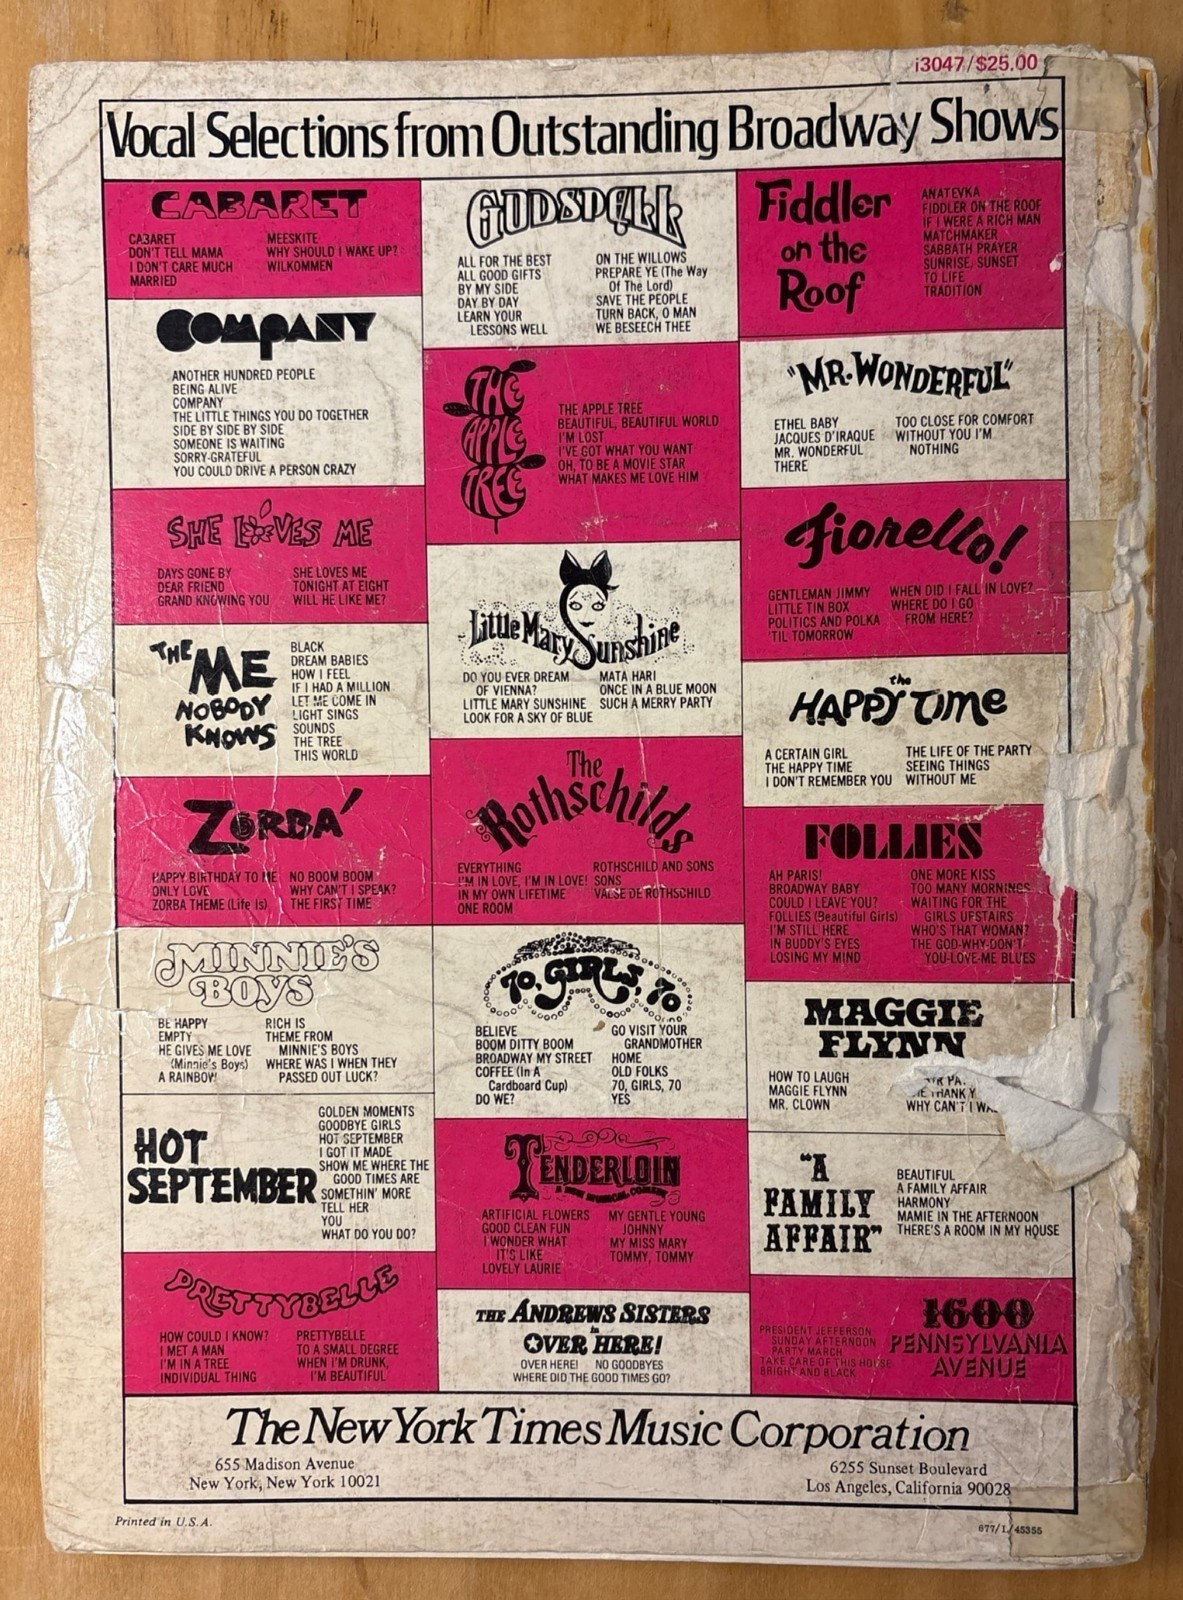 i3047/$25.00
Vocal Selections from Outstanding Broadway Shows
CABARET
CABARET
DON'T TELL MAMA
I DON'T CARE MUCH
MARRIED
MEESKITE
WHY SHOULD I WAKE UP?
WILKOMMEN
COMPANY
ANOTHER HUNDRED PEOPLE
BEING ALIVE
COMPANY
THE LITTLE THINGS YOU DO TOGETHER
SIDE BY SIDE BY SIDE
SOMEONE IS WAITING
SORRY-GRATEFUL
YOU COULD DRIVE A PERSON CRAZY
SHE LOVES ME
DAYS GONE BY
DEAR FRIEND
GRAND KNOWING YOU
SHE LOVES ME
TONIGHT AT EIGHT
WILL HE LIKE ME?
THE ME
NOBODY
KNOWS
BLACK
DREAM BABIES
HOW I FEEL
IF I HAD A MILLION
LET ME COME IN
LIGHT SINGS
SOUNDS
THE TREE
THIS WORLD
ZORBÁ
HAPPY BIRTHDAY TO ME
ONLY LOVE
ZORBA THEME (Life Is)
NO BOOM BOOM
WHY CAN'T I SPEAK?
THE FIRST TIME
MINNIE'S
BOYS
BE HAPPY
EMPTY
HE GIVES ME LOVE
(Minnie's Boys)
A RAINBOW
RICH IS
THEME FROM
MINNIE'S BOYS
WHERE WAS I WHEN THEY
PASSED OUT LUCK?
HOT
SEPTEMBER
GOLDEN MOMENTS
GOODBYE GIRLS
HOT SEPTEMBER
I GOT IT MADE
SHOW ME WHERE THE
GOOD TIMES ARE
SOMETHIN' MORE
TELL HER
YOU
WHAT DO YOU DO?
PRETTYBELLE
HOW COULD I KNOW?
I MET A MAN
I'M IN A TREE
INDIVIDUAL THING
PRETTYBELLE
TO A SMALL DEGREE
WHEN I'M DRUNK,
I'M BEAUTIFUL
GODSPELL
ALL FOR THE BEST
ALL GOOD GIFTS
BY MY SIDE
DAY BY DAY
LEARN YOUR
LESSONS WELL
ON THE WILLOWS
PREPARE YE (The Way
Of The Lord)
SAVE THE PEOPLE
TURN BACK, O MAN
WE BESEECH THEE
THE
APPLE
TREE
THE APPLE TREE
BEAUTIFUL, BEAUTIFUL WORLD
I'M LOST
I'VE GOT WHAT YOU WANT
OH, TO BE A MOVIE STAR
WHAT MAKES ME LOVE HIM
Little Mary Sunshine
DO YOU EVER DREAM
OF VIENNA?
LITTLE MARY SUNSHINE
LOOK FOR A SKY OF BLUE
MATA HARI
ONCE IN A BLUE MOON
SUCH A MERRY PARTY
The
Rothschilds
EVERYTHING
I'M IN LOVE, I'M IN LOVE!
IN MY OWN LIFETIME
ONE ROOM
ROTHSCHILD AND SONS
SONS
VALSE DE ROTHSCHILD
70, GIRLS, 70
BELIEVE
BOOM DITTY BOOM
BROADWAY MY STREET
COFFEE (In A
Cardboard Cup)
DO WE?
GO VISIT YOUR
GRANDMOTHER
HOME
OLD FOLKS
70, GIRLS, 70
YES
TENDERLOIN
A NEW MUSICAL COMEDY
ARTIFICIAL FLOWERS
GOOD CLEAN FUN
I WONDER WHAT
IT'S LIKE
LOVELY LAURIE
MY GENTLE YOUNG
JOHNNY
MY MISS MARY
TOMMY, TOMMY
THE ANDREWS SISTERS
in
OVER HERE!
OVER HERE! NO GOODBYES
WHERE DID THE GOOD TIMES GO?
Fiddler
on the
Roof
ANATEVKA
FIDDLER ON THE ROOF
IF I WERE A RICH MAN
MATCHMAKER
SABBATH PRAYER
SUNRISE, SUNSET
TO LIFE
TRADITION
"MR. WONDERFUL"
ETHEL BABY
JACQUES D'IRAQUE
MR. WONDERFUL
THERE
TOO CLOSE FOR COMFORT
WITHOUT YOU I'M
NOTHING
Fiorello!
GENTLEMAN JIMMY
LITTLE TIN BOX
POLITICS AND POLKA
'TIL TOMORROW
WHEN DID I FALL IN LOVE?
WHERE DO I GO
FROM HERE?
the
HAPPY TIME
A CERTAIN GIRL
THE HAPPY TIME
I DON'T REMEMBER YOU
THE LIFE OF THE PARTY
SEEING THINGS
WITHOUT ME
FOLLIES
AH PARIS!
BROADWAY BABY
COULD I LEAVE YOU?
FOLLIES (Beautiful Girls)
I'M STILL HERE
IN BUDDY'S EYES
LOSING MY MIND
ONE MORE KISS
TOO MANY MORNINGS
WAITING FOR THE
GIRLS UPSTAIRS
WHO'S THAT WOMAN?
THE GOD-WHY-DON'T
YOU-LOVE-ME BLUES
MAGGIE
FLYNN
HOW TO LAUGH
MAGGIE FLYNN
MR. CLOWN
THANK
WHY CAN'T I
"A
FAMILY
AFFAIR"
BEAUTIFUL
A FAMILY AFFAIR
HARMONY
MAMIE IN THE AFTERNOON
THERE'S A ROOM IN MY HOUSE
1600
PENNSYLVANIA
AVENUE
PRESIDENT JEFFERSON
SUNDAY AFTERNOON
PARTY MARCH
TAKE CARE OF THIS HOUSE
BRIGHT AND BLACK
The New York Times Music Corporation
655 Madison Avenue
New York, New York 10021
6255 Sunset Boulevard
Los Angeles, California 90028
Printed in U.S.A.
677/L/45355